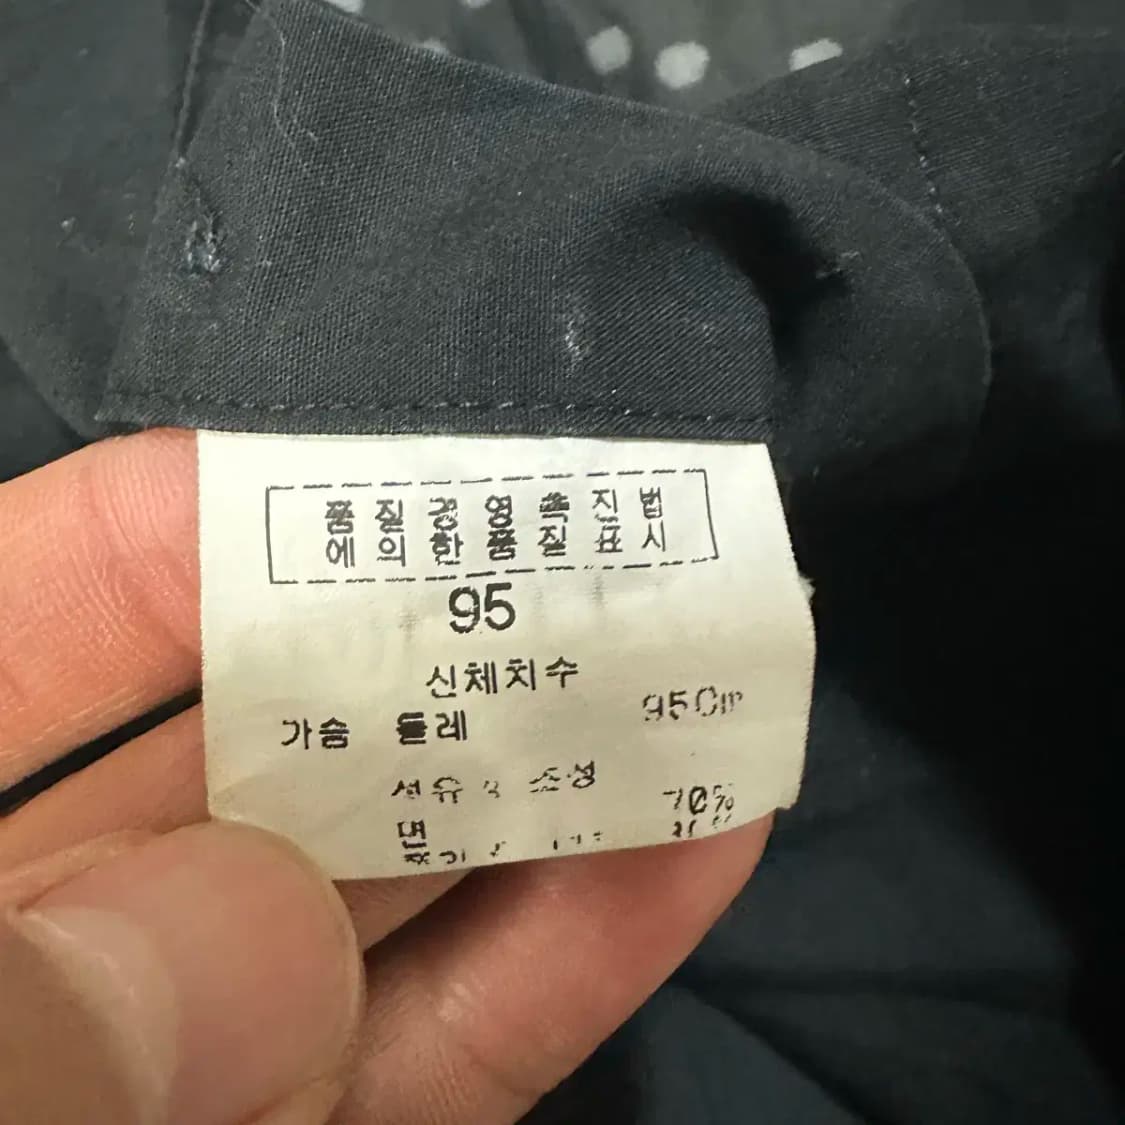 품질경영촉진법
에의한품질표시
95
신체치수
가슴 둘레 95Cm
섬유의 조성
면 70%